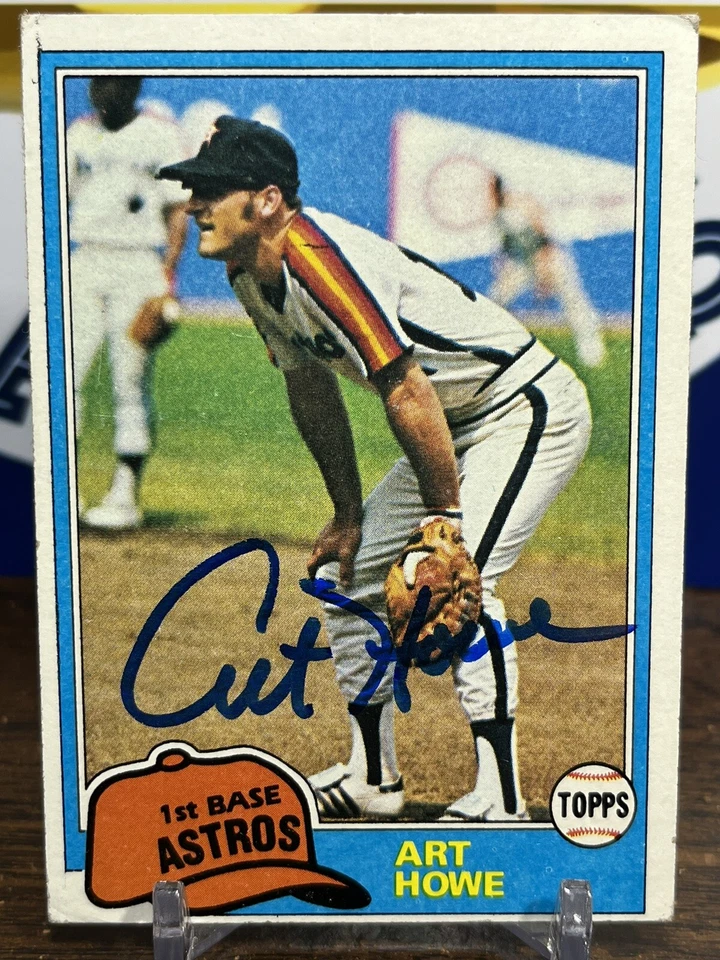 Art Howe
1st BASE
ASTROS
TOPPS
ART
HOWE